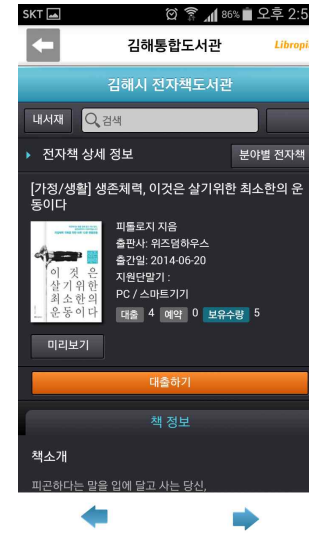 SKT 86% 오후 2:5
김해통합도서관 Libropi
김해시 전자책도서관
내서재 검색
전자책 상세 정보 분야별 전자책
[가정/생활] 생존체력, 이것은 살기위한 최소한의 운
동이다
피톨로지 지음
출판사: 위즈덤하우스
출간일: 2014-06-20
지원단말기 :
PC / 스마트기기
대출 4 예약 0 보유수량 5
이것은
살기위한
최소한의
운동이다
미리보기
대출하기
책 정보
책소개
피곤하다는 말을 입에 달고 사는 당신,